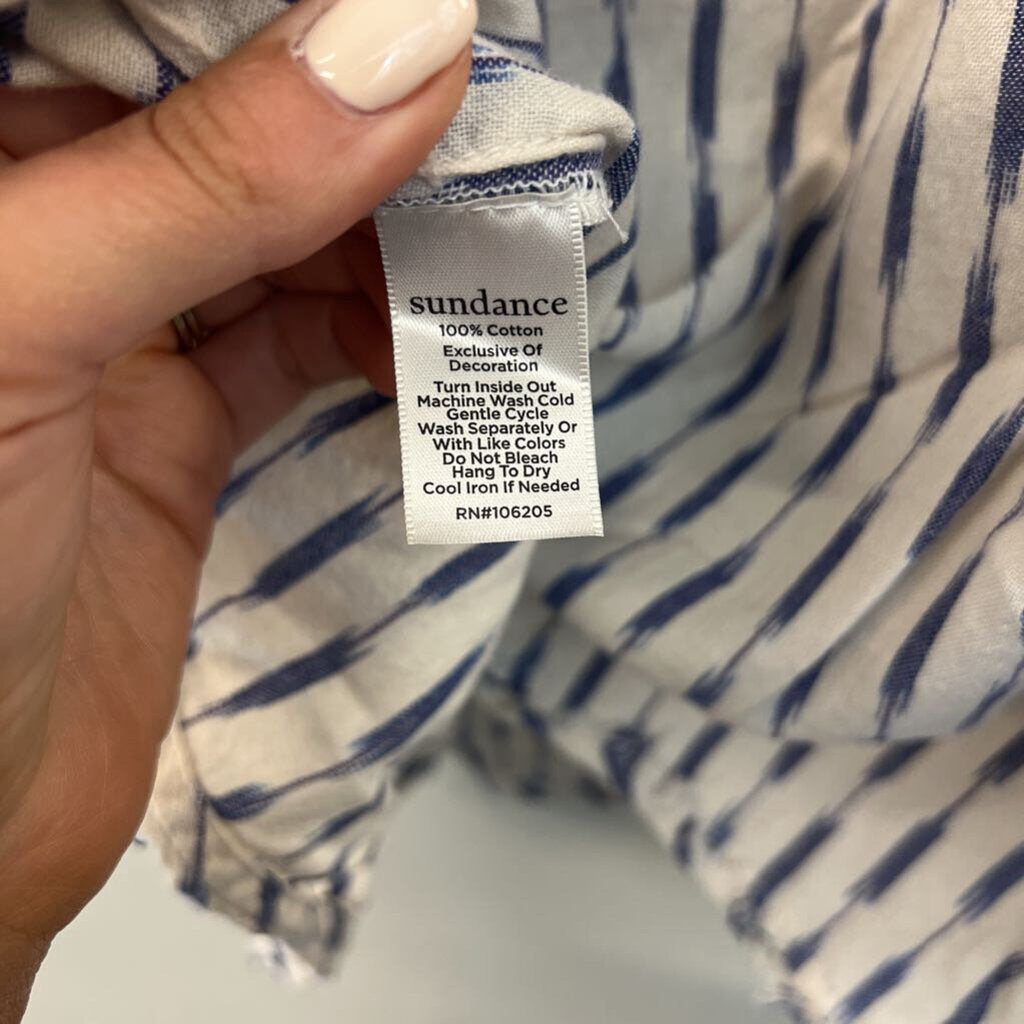 sundance
100% Cotton
Exclusive Of
Decoration
Turn Inside Out
Machine Wash Cold
Gentle Cycle
Wash Separately Or
With Like Colors
Do Not Bleach
Hang To Dry
Cool Iron If Needed
RN#106205